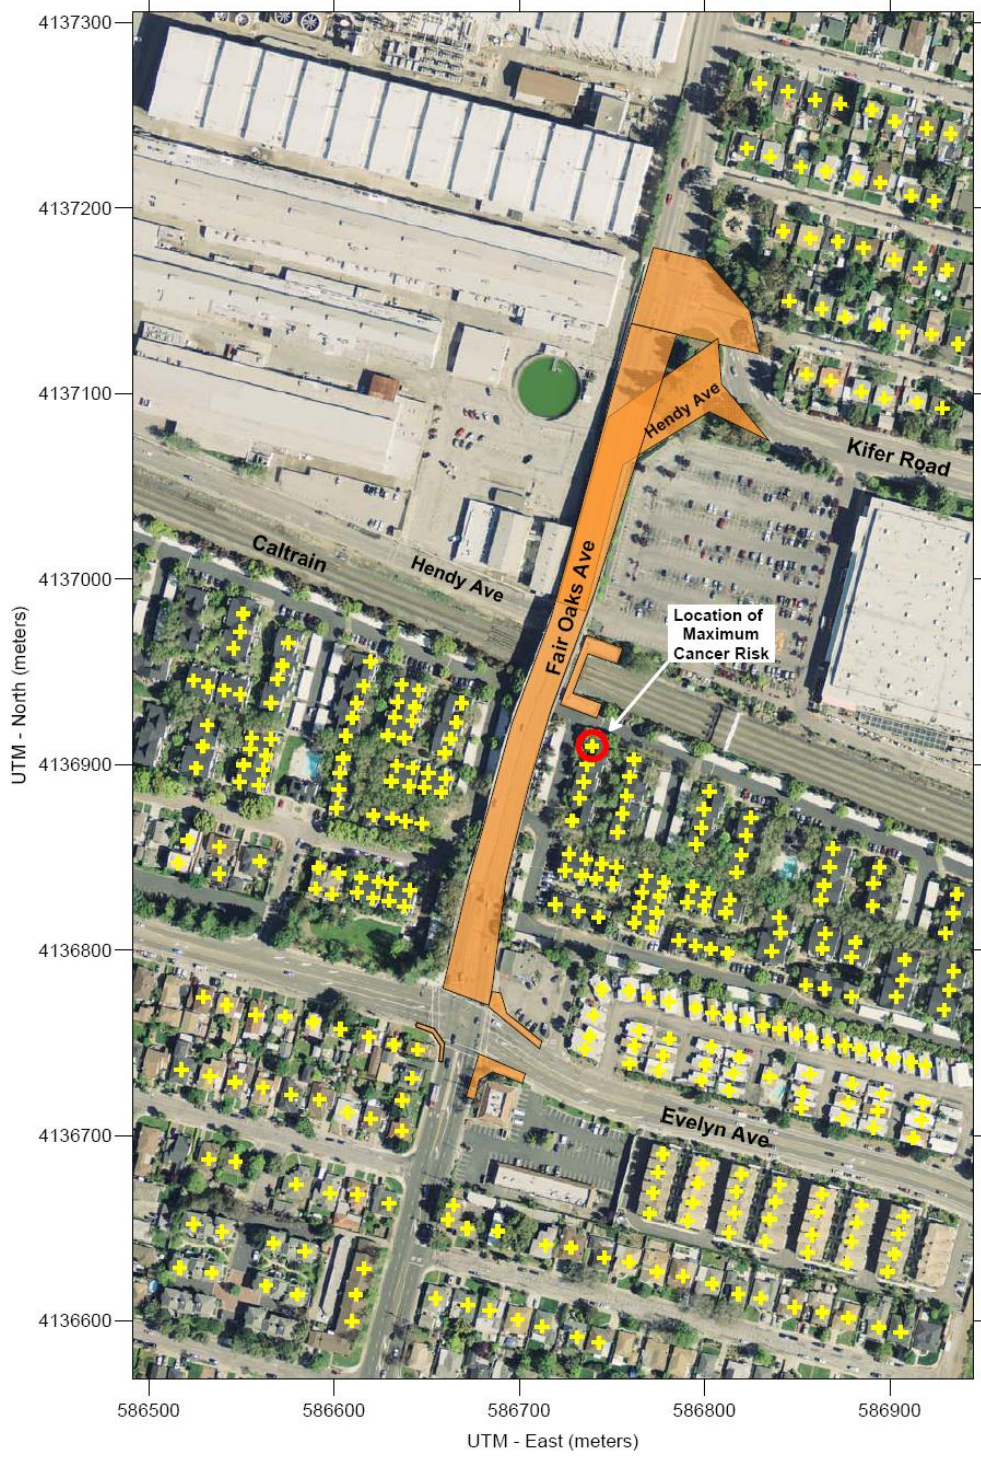 4137300
4137200
4137100
4137000
4136900
4136800
4136700
4136600
UTM - North (meters)
Hendy Ave
Kifer Road
Caltrain
Hendy Ave
Fair Oaks Ave
Location of
Maximum
Cancer Risk
Evelyn Ave
586500
586600
586700
586800
586900
UTM - East (meters)